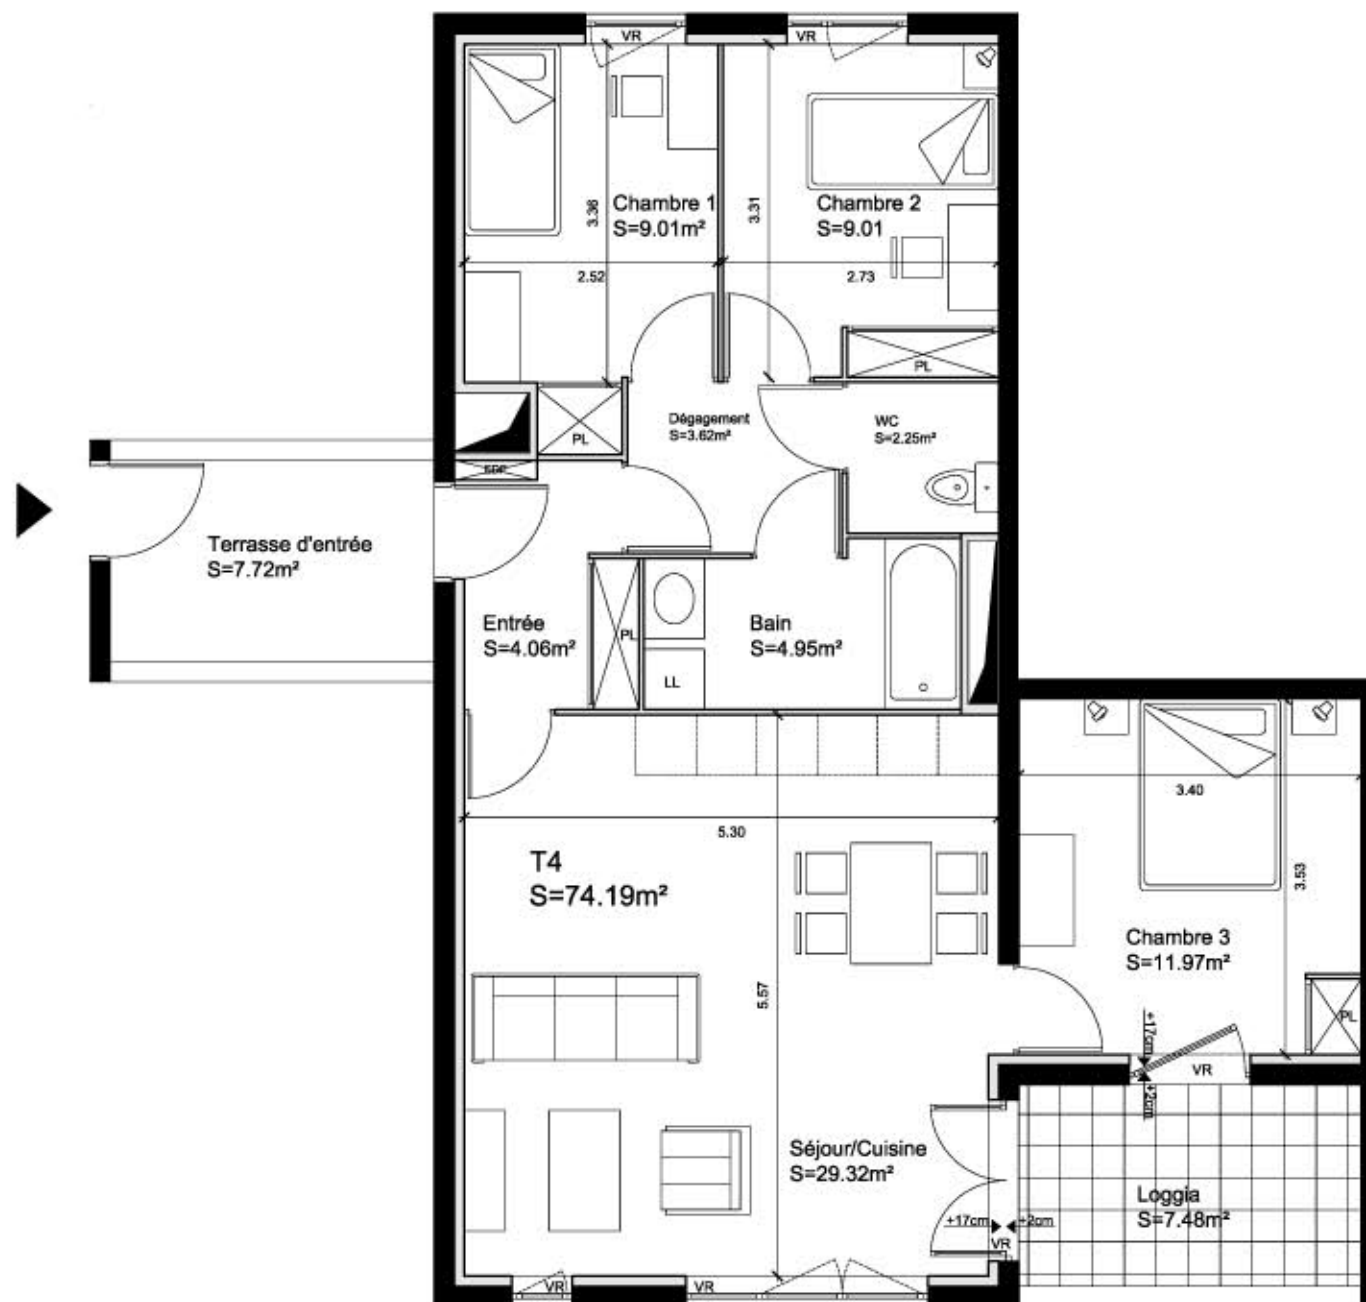 VR
VR
Chambre 1
S=9.01m²
3.36
2.52
Chambre 2
S=9.01
3.31
2.73
PL
PL
Dégagement
S=3.62m²
WC
S=2.25m²
Terrasse d'entrée
S=7.72m²
Entrée
S=4.06m²
PL
Bain
S=4.95m²
LL
5.30
3.40
T4
S=74.19m²
3.53
Chambre 3
S=11.97m²
5.57
PL
+17cm
VR
+2cm
Séjour/Cuisine
S=29.32m²
Loggia
S=7.48m²
+17cm
+2cm
VR
VR
VR